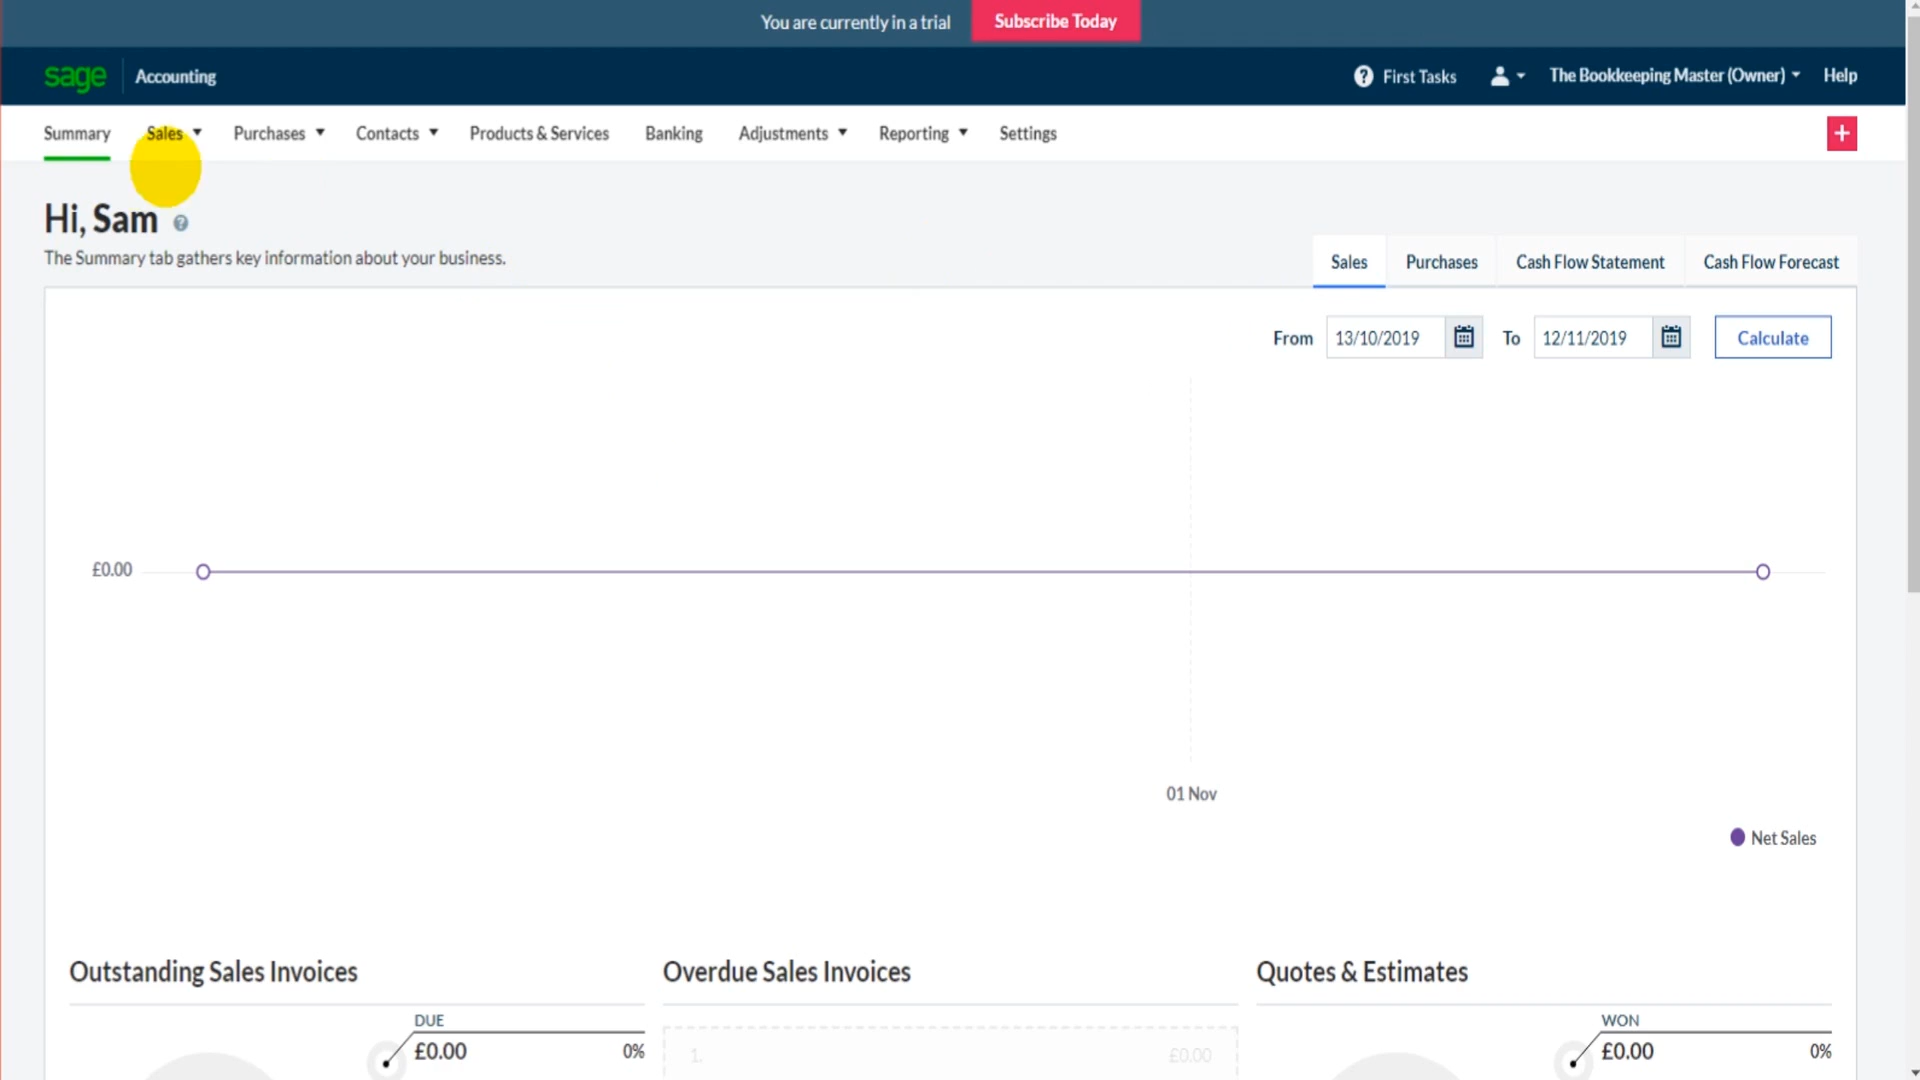 You are currently in a trial Subscribe Today
sage Accounting First Tasks The Bookkeeping Master (Owner) Help
Summary Sales Purchases Contacts Products & Services Banking Adjustments Reporting Settings
Hi, Sam
The Summary tab gathers key information about your business.
Sales Purchases Cash Flow Statement Cash Flow Forecast
From 13/10/2019 To 12/11/2019 Calculate
£0.00
01 Nov
Net Sales
Outstanding Sales Invoices Overdue Sales Invoices Quotes & Estimates
DUE WON
£0.00 0% 1. £0.00 £0.00 0%